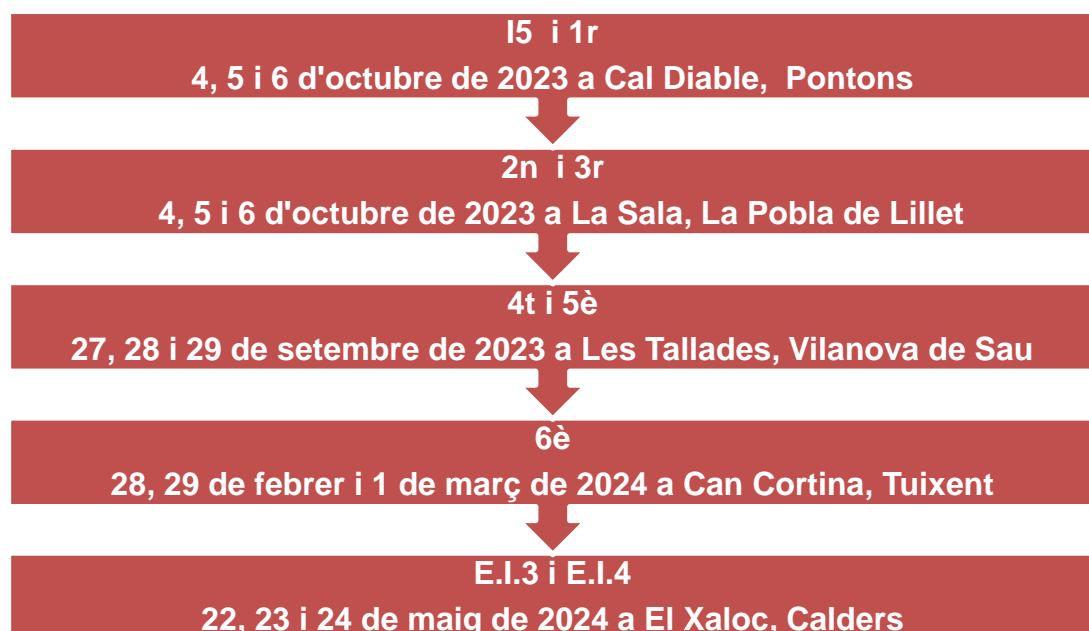 I5 i 1r
4, 5 i 6 d'octubre de 2023 a Cal Diable, Pontons
2n i 3r
4, 5 i 6 d'octubre de 2023 a La Sala, La Pobla de Lillet
4t i 5è
27, 28 i 29 de setembre de 2023 a Les Tallades, Vilanova de Sau
6è
28, 29 de febrer i 1 de març de 2024 a Can Cortina, Tuixent
E.I.3 i E.I.4
22, 23 i 24 de maig de 2024 a El Xaloc, Calders